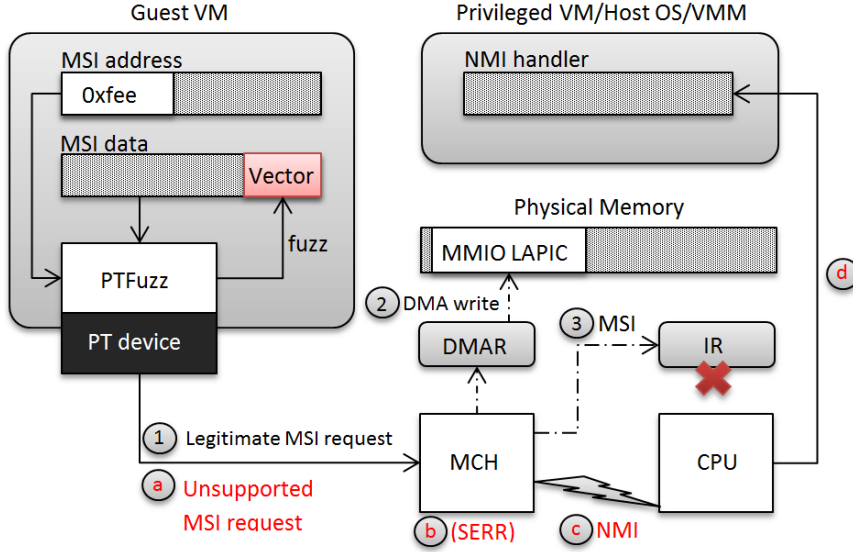 Guest VM
Privileged VM/Host OS/VMM
MSI address
0xfee
NMI handler
MSI data
Vector
fuzz
Physical Memory
MMIO LAPIC
PTFuzz
d
2 DMA write
3 MSI
PT device
DMAR
IR
1 Legitimate MSI request
MCH
CPU
a Unsupported
MSI request
b (SERR)
c NMI